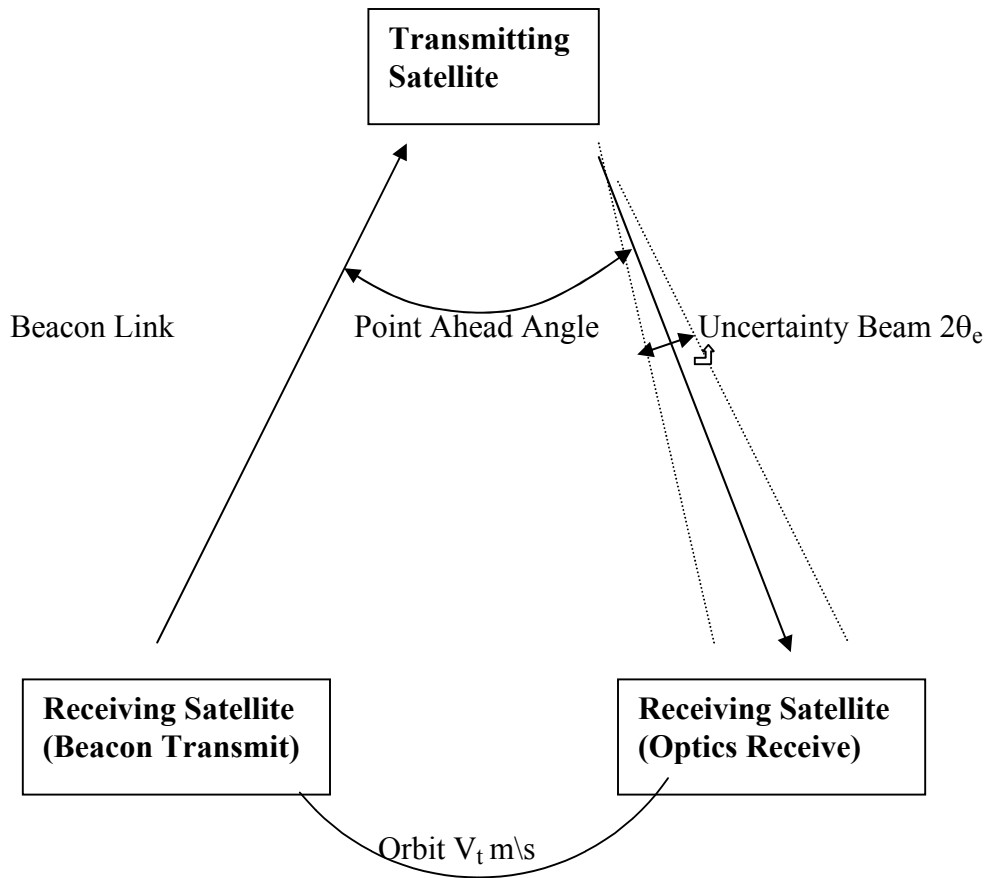 Transmitting
Satellite
Beacon Link
Point Ahead Angle
Uncertainty Beam 2θₑ
Receiving Satellite
(Beacon Transmit)
Receiving Satellite
(Optics Receive)
Orbit Vₜ m\s